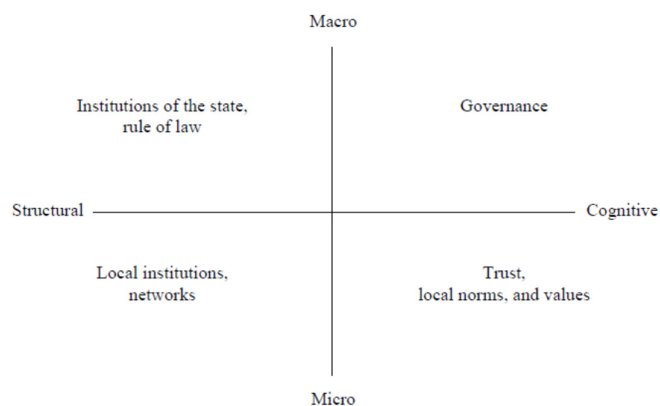 Macro
Institutions of the state,
rule of law
Governance
Structural
Cognitive
Local institutions,
networks
Trust,
local norms, and values
Micro